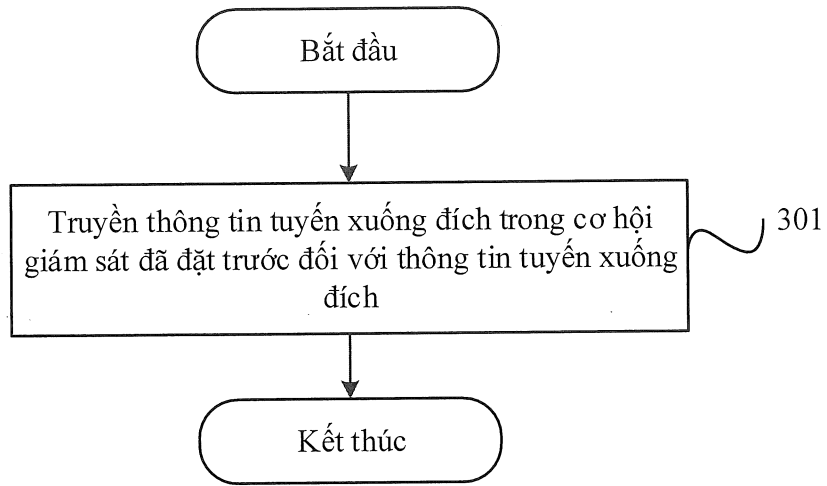 Bắt đầu
Truyền thông tin tuyến xuống đích trong cơ hội
giám sát đã đặt trước đối với thông tin tuyến xuống
đích
301
Kết thúc